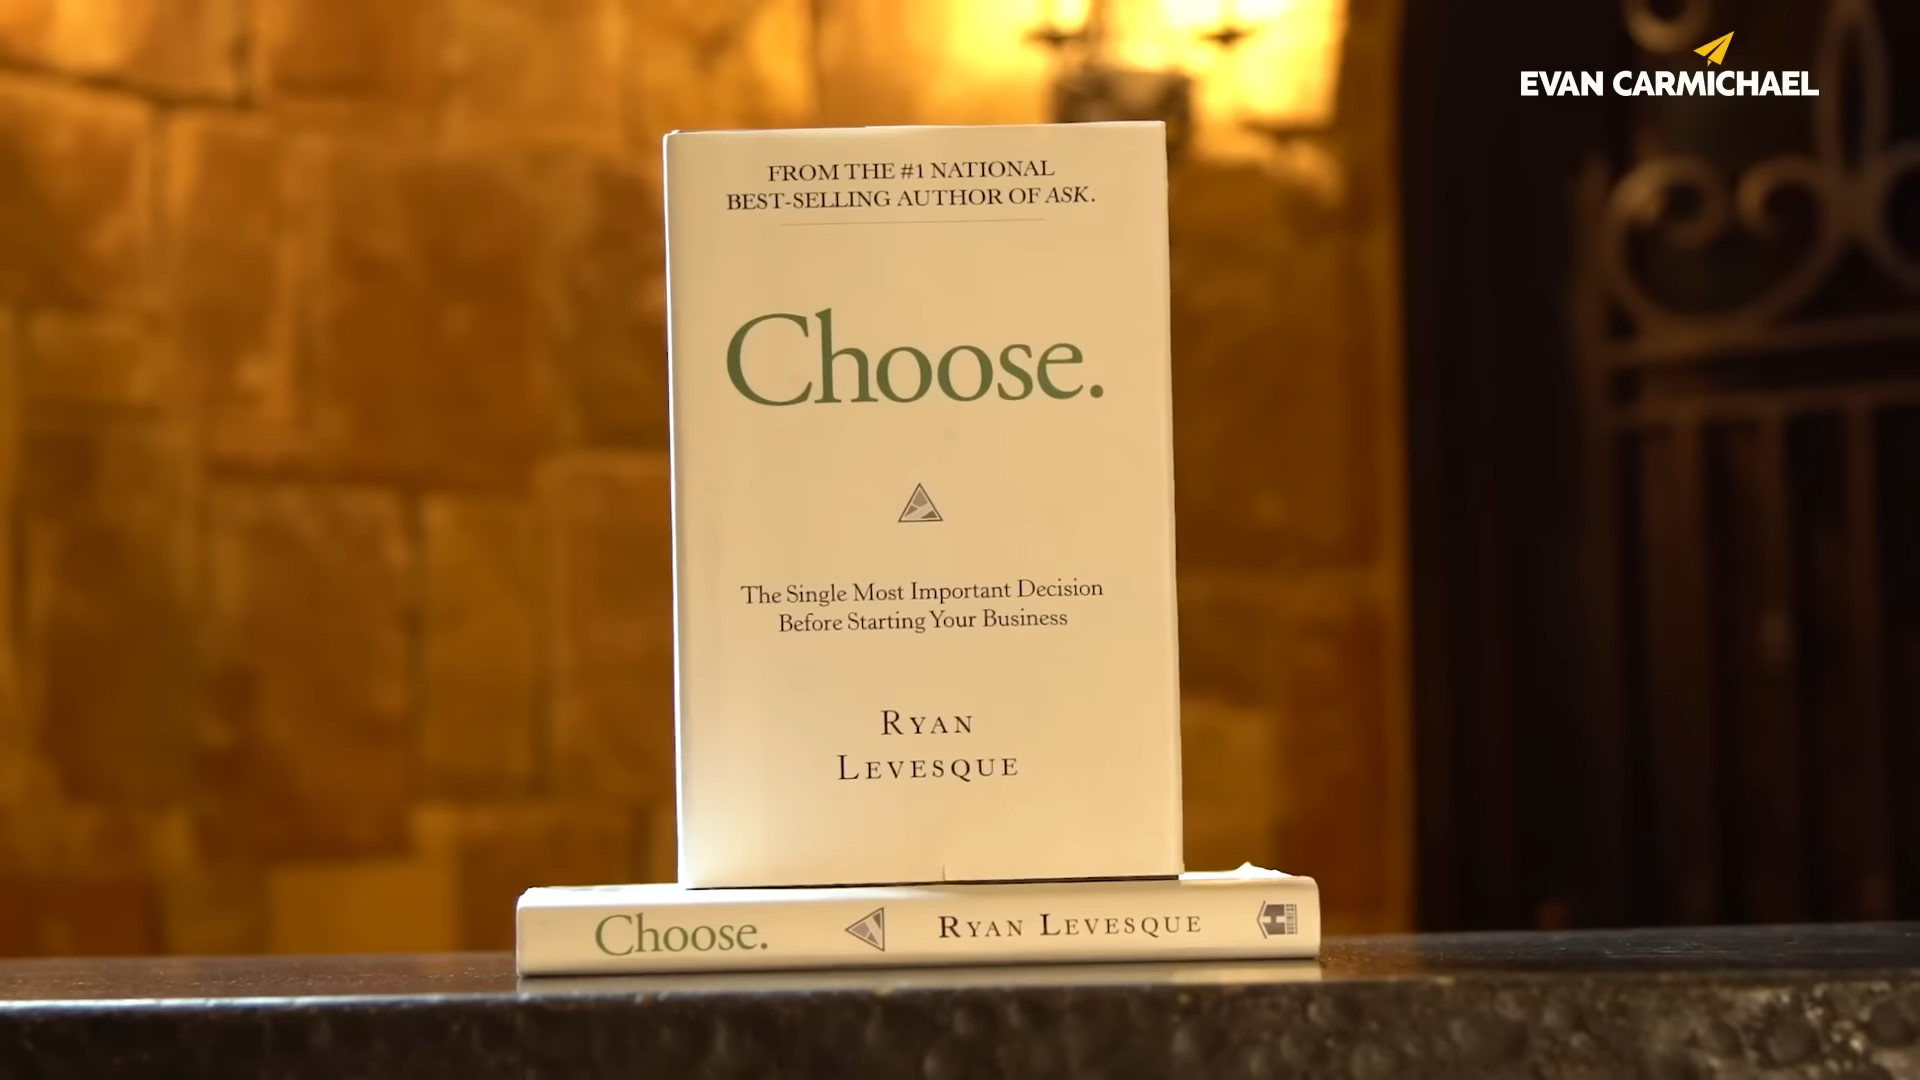 EVAN CARMICHAEL
FROM THE #1 NATIONAL
BEST-SELLING AUTHOR OF ASK.
Choose.
The Single Most Important Decision
Before Starting Your Business
RYAN
LEVESQUE
Choose. RYAN LEVESQUE H BUSINESS